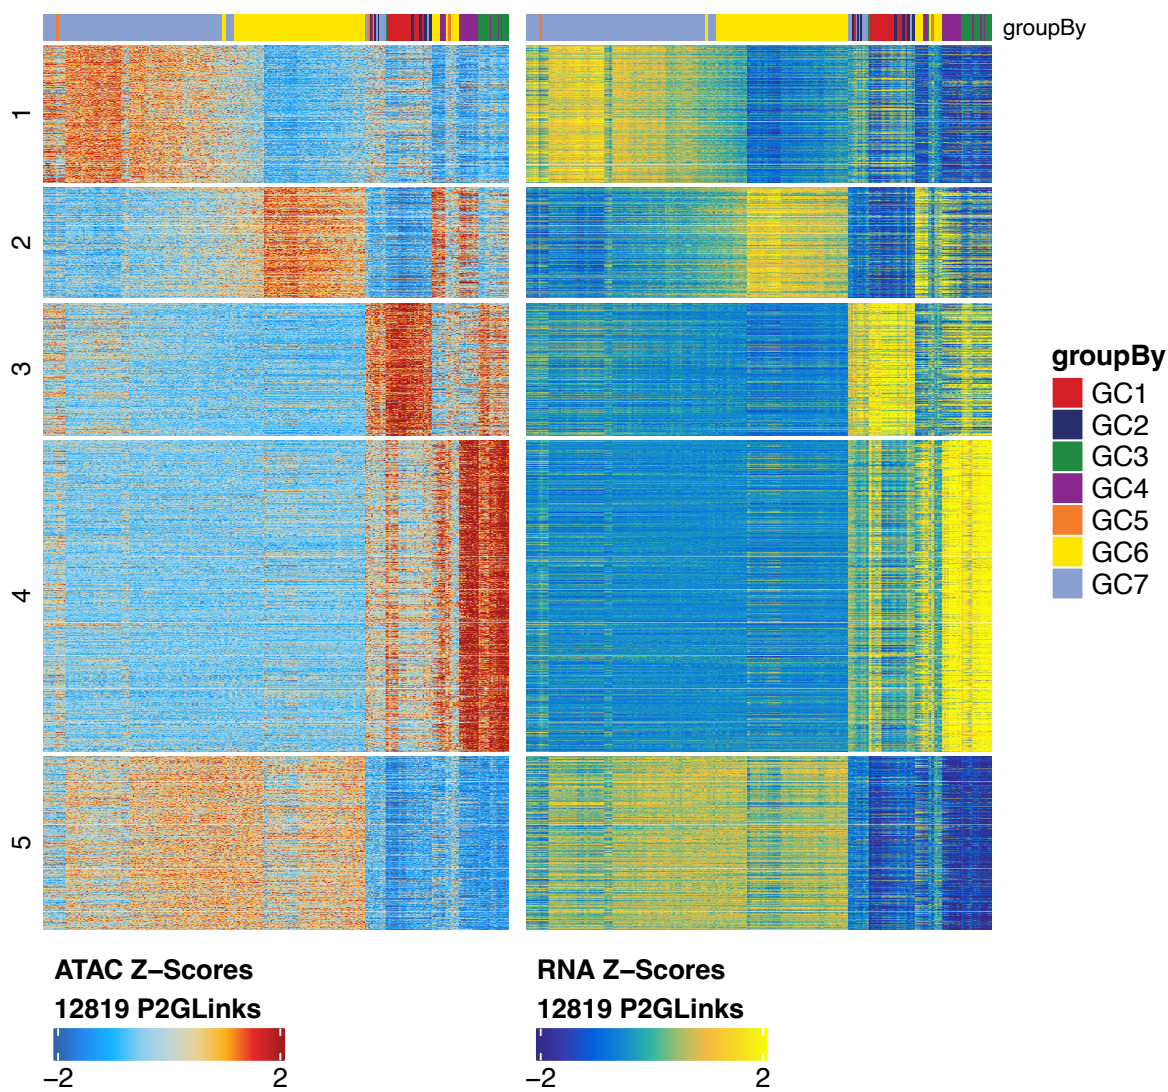 groupBy
1
2
3
4
5
groupBy
GC1
GC2
GC3
GC4
GC5
GC6
GC7
ATAC Z−Scores
12819 P2GLinks
−2 2
RNA Z−Scores
12819 P2GLinks
−2 2